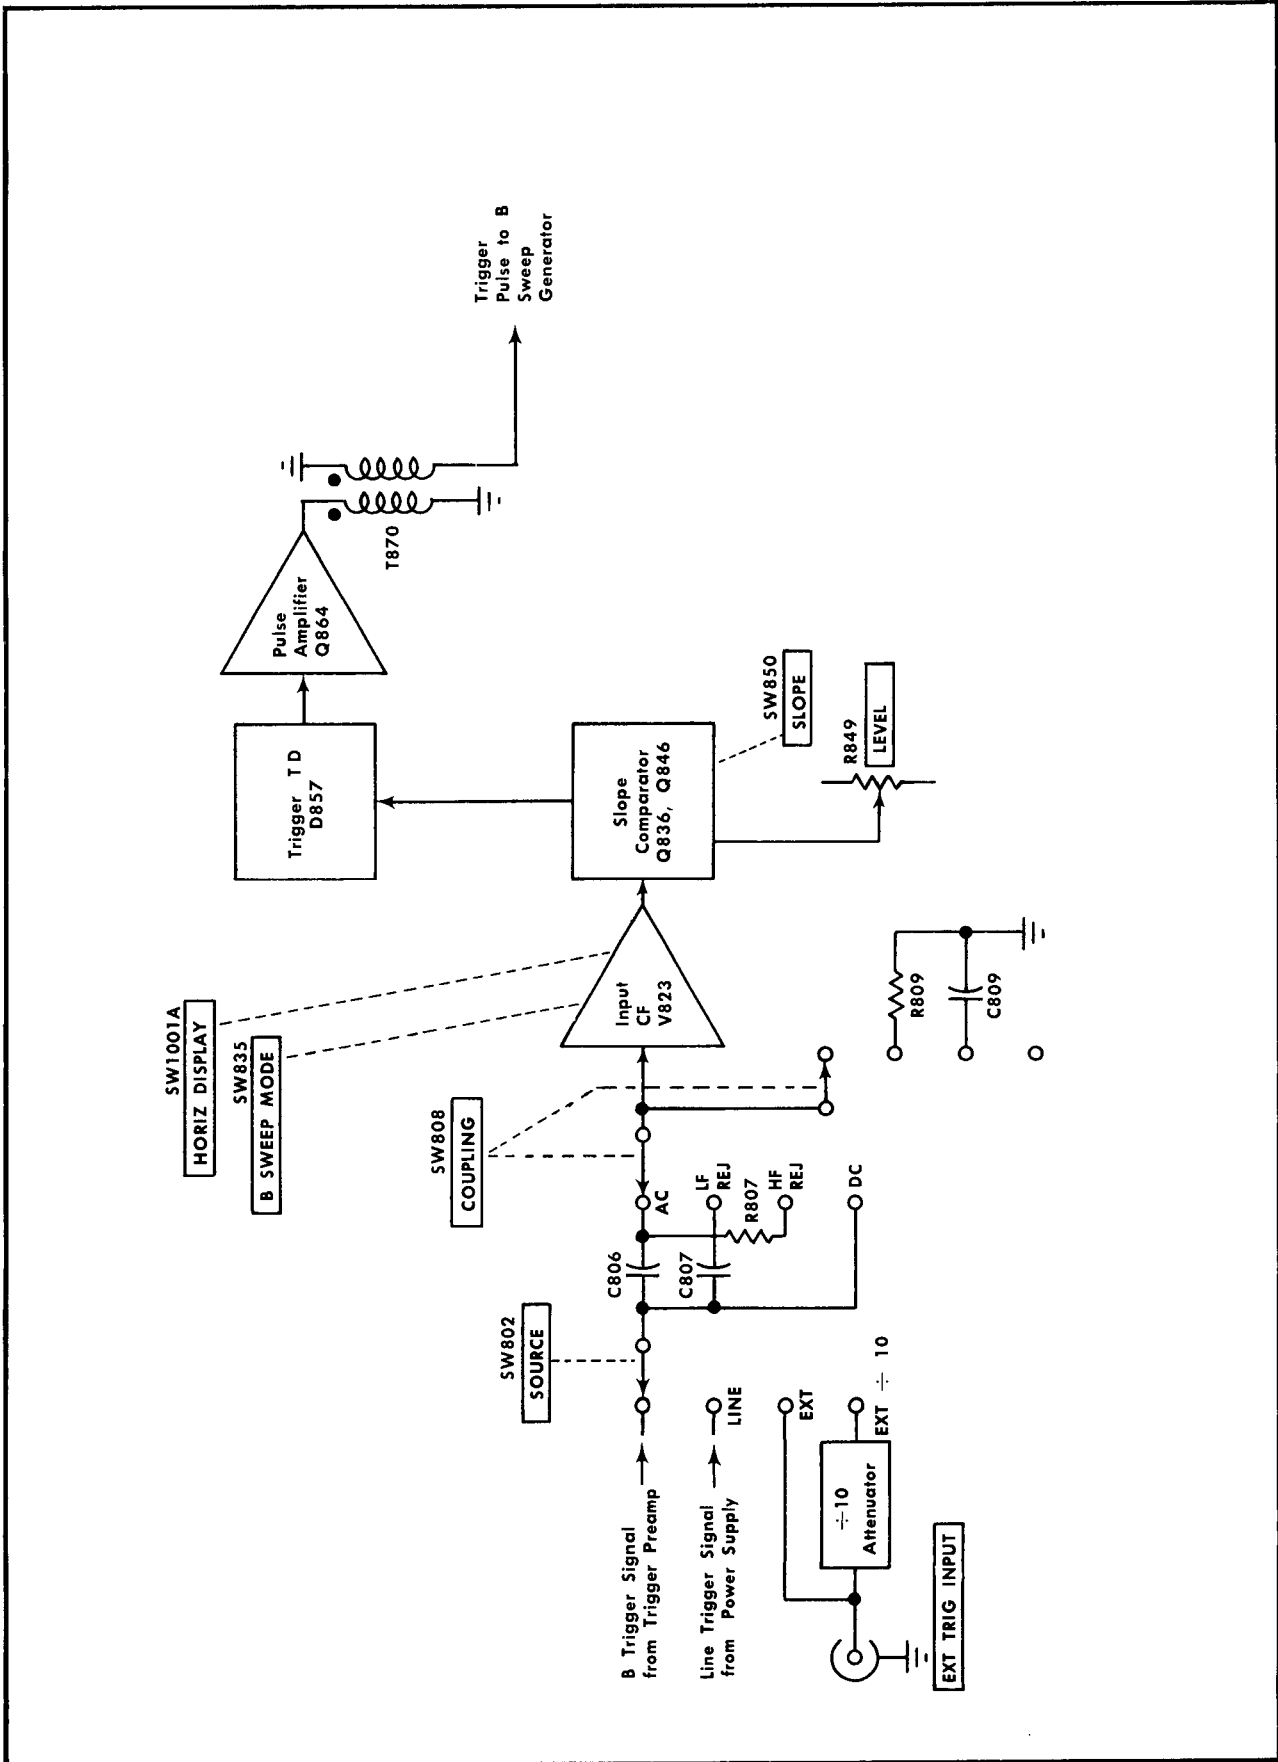 SW1001A
HORIZ DISPLAY
SW835
B SWEEP MODE
Trigger TD
D857
Pulse
Amplifier
Q864
T870
Trigger
Pulse to B
Sweep
Generator
SW802
SOURCE
SW808
COUPLING
B Trigger Signal
from Trigger Preamp
C806
AC
Input
CF
V823
Slope
Comparator
Q836, Q846
SW850
SLOPE
Line Trigger Signal
from Power Supply
LINE
C807
LF
REJ
R807
HF
REJ
R849
LEVEL
EXT
÷10
Attenuator
EXT ÷ 10
DC
R809
C809
EXT TRIG INPUT